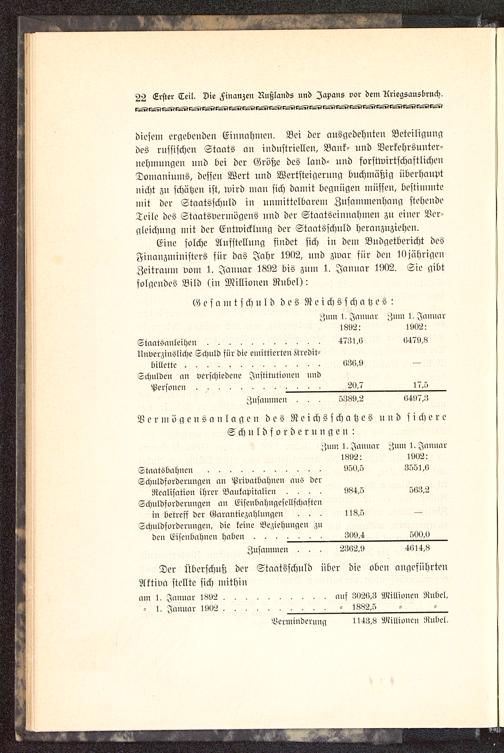 22 Erster Teil. Die Finanzen Rußlands und Japans vor dem Kriegsausbruch.
diesem ergebenden Einnahmen. Bei der ausgedehnten Beteiligung
des russischen Staats an industriellen, Bank- und Verkehrsunter-
nehmungen und bei der Größe des land- und forstwirtschaftlichen
Domaniums, dessen Wert und Wertsteigerung buchmäßig überhaupt
nicht zu schätzen ist, wird man sich damit begnügen müssen, bestimmte
mit der Staatsschuld in unmittelbarem Zusammenhang stehende
Teile des Staatsvermögens und der Staatseinnahmen zu einer Ver-
gleichung mit der Entwicklung der Staatsschuld heranzuziehen.
Eine solche Aufstellung findet sich in dem Budgetbericht des
Finanzministers für das Jahr 1902, und zwar für den 10jährigen
Zeitraum vom 1. Januar 1892 bis zum 1. Januar 1902. Sie gibt
folgendes Bild (in Millionen Rubel):
Gesamtschuld des Reichsschatzes:
Zum 1. Januar Zum 1. Januar
1892: 1902:
Staatsanleihen . . . . . . . . . . . 4731,6 6479,8
Unverzinsliche Schuld für die emittierten Kredit-
billette . . . . . . . . . . . . . 636,9 —
Schulden an verschiedene Institutionen und
Personen . . . . . . . . . . . . 20,7 17,5
Zusammen . . . 5389,2 6497,3
Vermögensanlagen des Reichsschatzes und sichere
Schuldforderungen:
Zum 1. Januar Zum 1. Januar
1892: 1902:
Staatsbahnen . . . . . . . . . . . 950,5 3551,6
Schuldforderungen an Privatbahnen aus der
Realisation ihrer Baukapitalien . . . . 984,5 563,2
Schuldforderungen an Eisenbahngesellschaften
in betreff der Garantiezahlungen . . . 118,5 —
Schuldforderungen, die keine Beziehungen zu
den Eisenbahnen haben . . . . . . . 309,4 500,0
Zusammen . . . 2362,9 4614,8
Der Überschuß der Staatsschuld über die oben angeführten
Aktiva stellte sich mithin
am 1. Januar 1892 . . . . . . . . . . auf 3026,3 Millionen Rubel,
„ 1. Januar 1902 . . . . . . . . . . „ 1882,5 „ „
Verminderung 1143,8 Millionen Rubel.